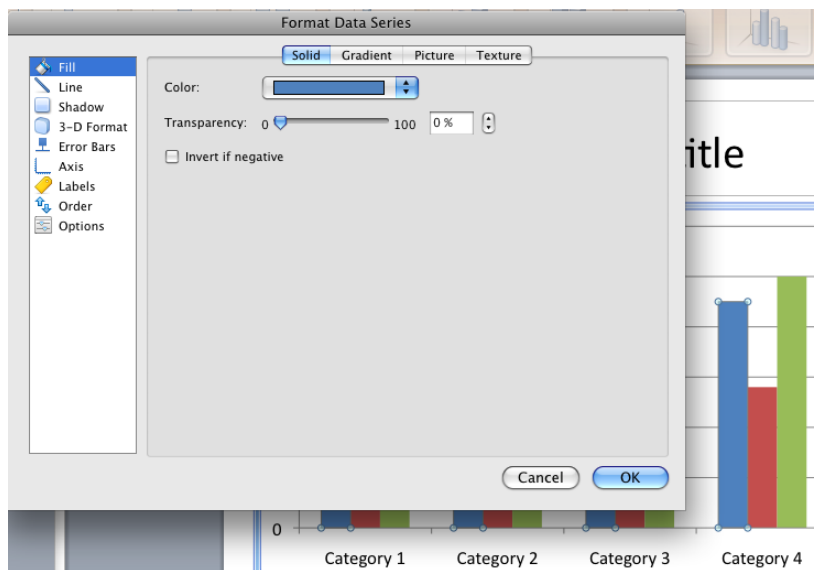 Format Data Series
Solid Gradient Picture Texture
Fill
Line
Shadow
3-D Format
Error Bars
Axis
Labels
Order
Options
Color:
Transparency: 0 100 0 %
Invert if negative
Cancel OK
itle
0
Category 1 Category 2 Category 3 Category 4